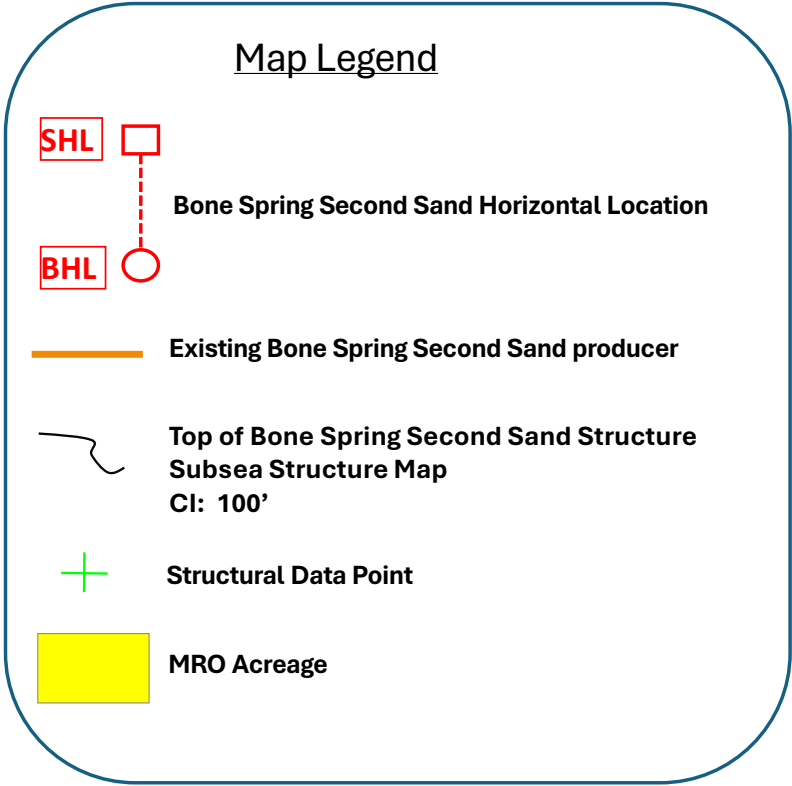 Map Legend
SHL
Bone Spring Second Sand Horizontal Location
BHL
Existing Bone Spring Second Sand producer
Top of Bone Spring Second Sand Structure
Subsea Structure Map
CI:  100’
Structural Data Point
MRO Acreage